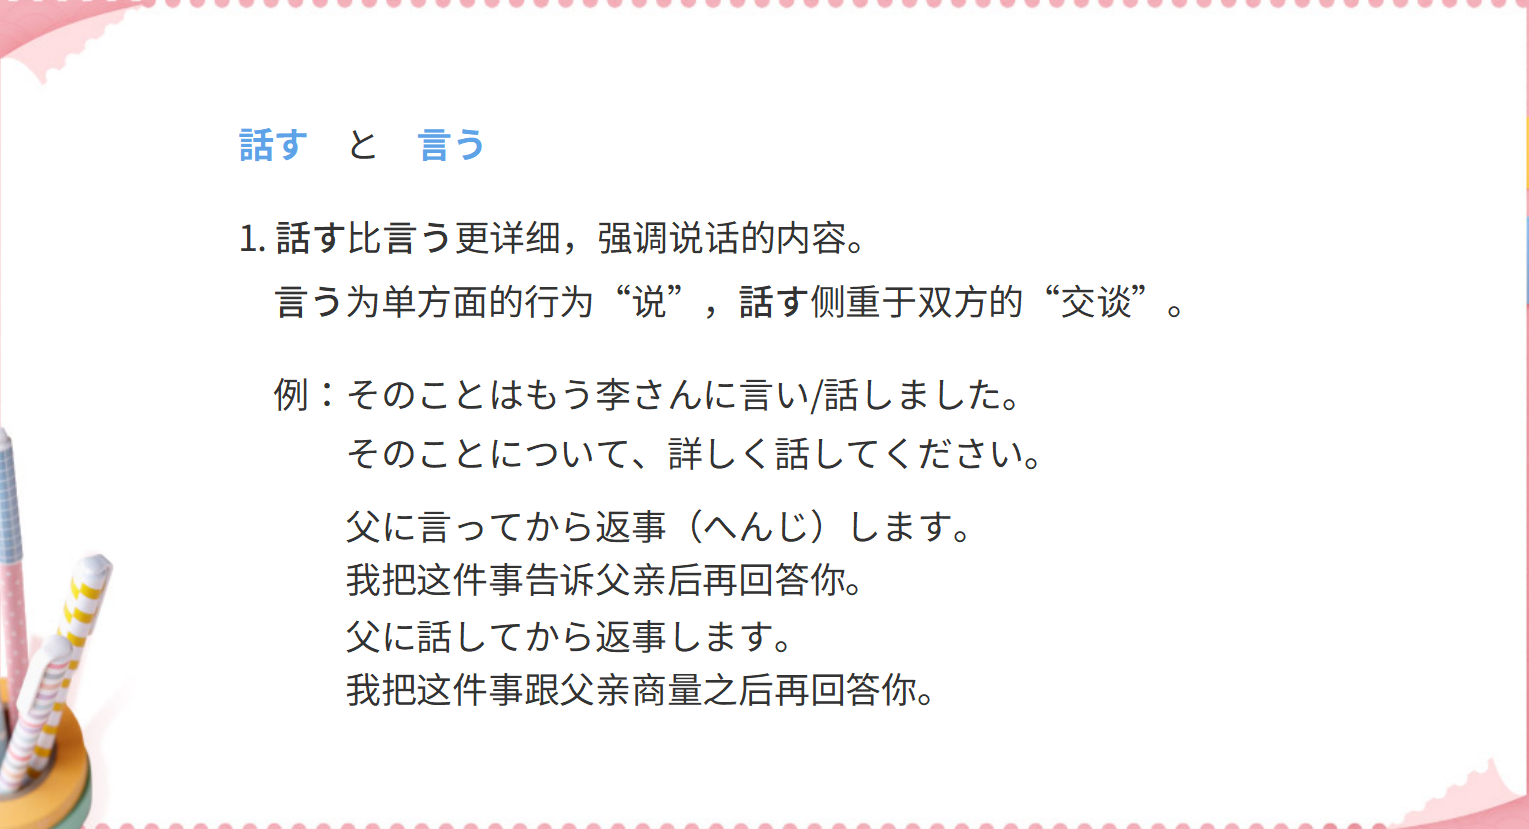 話す　と　言う
1. 話す比言う更详细，强调说话的内容。
言う为单方面的行为“说”，話す侧重于双方的“交谈”。
例：そのことはもう李さんに言い/話しました。
そのことについて、詳しく話してください。
父に言ってから返事（へんじ）します。
我把这件事告诉父亲后再回答你。
父に話してから返事します。
我把这件事跟父亲商量之后再回答你。